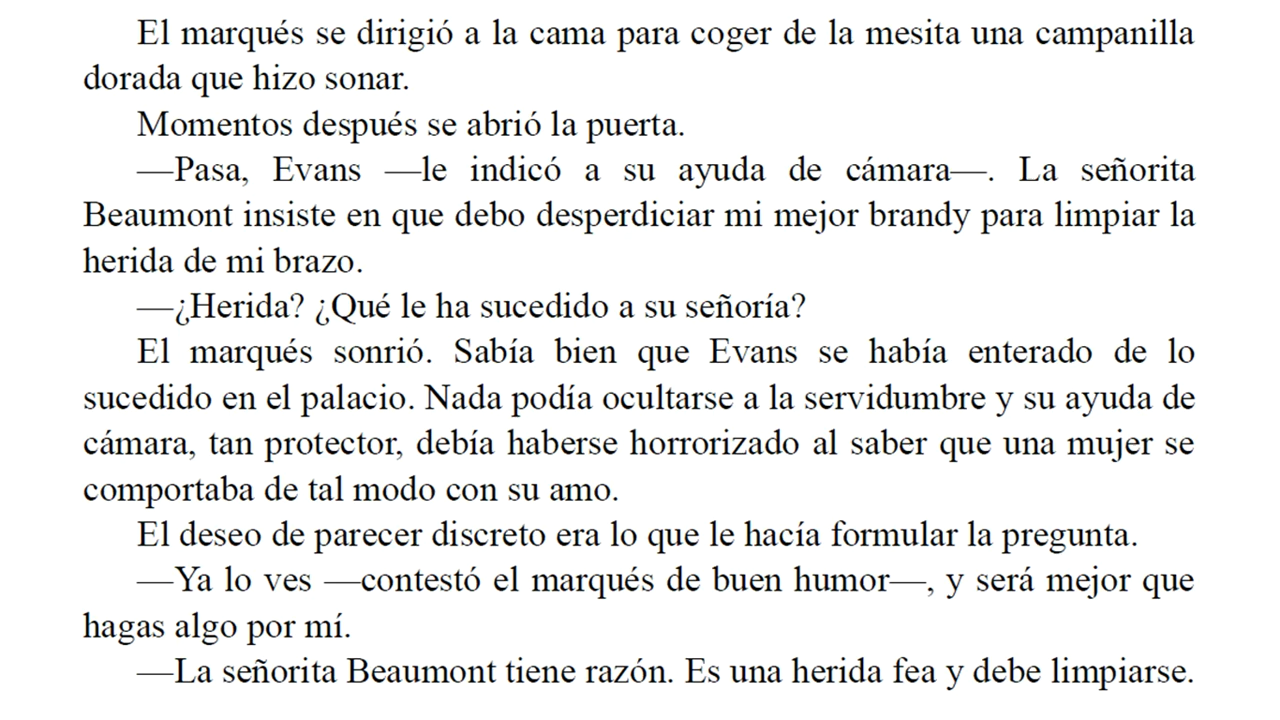 El marqués se dirigió a la cama para coger de la mesita una campanilla
dorada que hizo sonar.
Momentos después se abrió la puerta.
—Pasa, Evans —le indicó a su ayuda de cámara—. La señorita
Beaumont insiste en que debo desperdiciar mi mejor brandy para limpiar la
herida de mi brazo.
—¿Herida? ¿Qué le ha sucedido a su señoría?
El marqués sonrió. Sabía bien que Evans se había enterado de lo
sucedido en el palacio. Nada podía ocultarse a la servidumbre y su ayuda de
cámara, tan protector, debía haberse horrorizado al saber que una mujer se
comportaba de tal modo con su amo.
El deseo de parecer discreto era lo que le hacía formular la pregunta.
—Ya lo ves —contestó el marqués de buen humor—, y será mejor que
hagas algo por mí.
—La señorita Beaumont tiene razón. Es una herida fea y debe limpiarse.